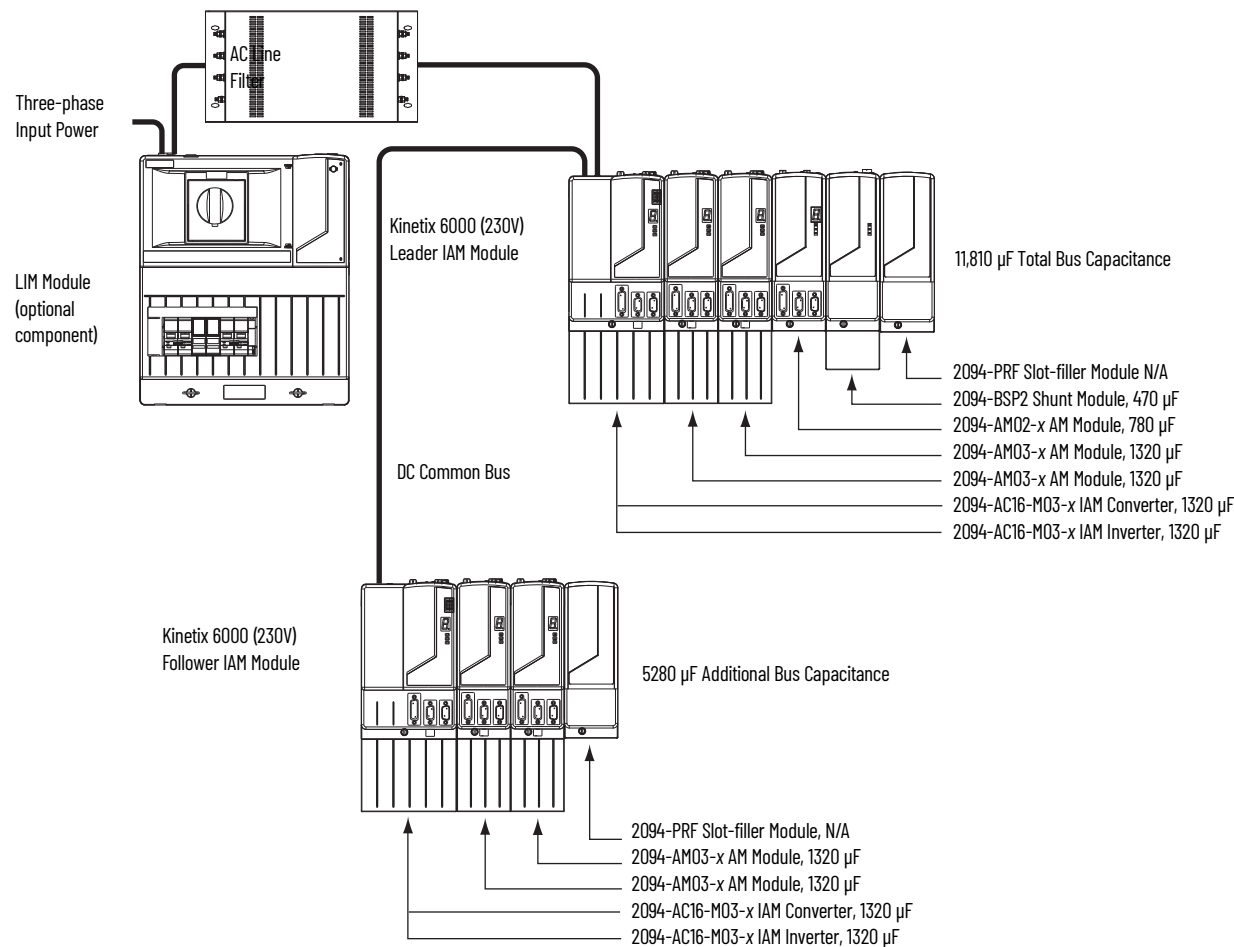 AC Line
Filter
Three-phase
Input Power
Kinetix 6000 (230V)
Leader IAM Module
11,810 µF Total Bus Capacitance
LIM Module
(optional
component)
2094-PRF Slot-filler Module N/A
2094-BSP2 Shunt Module, 470 µF
2094-AM02-x AM Module, 780 µF
2094-AM03-x AM Module, 1320 µF
2094-AM03-x AM Module, 1320 µF
2094-AC16-M03-x IAM Converter, 1320 µF
2094-AC16-M03-x IAM Inverter, 1320 µF
DC Common Bus
Kinetix 6000 (230V)
Follower IAM Module
5280 µF Additional Bus Capacitance
2094-PRF Slot-filler Module, N/A
2094-AM03-x AM Module, 1320 µF
2094-AM03-x AM Module, 1320 µF
2094-AC16-M03-x IAM Converter, 1320 µF
2094-AC16-M03-x IAM Inverter, 1320 µF